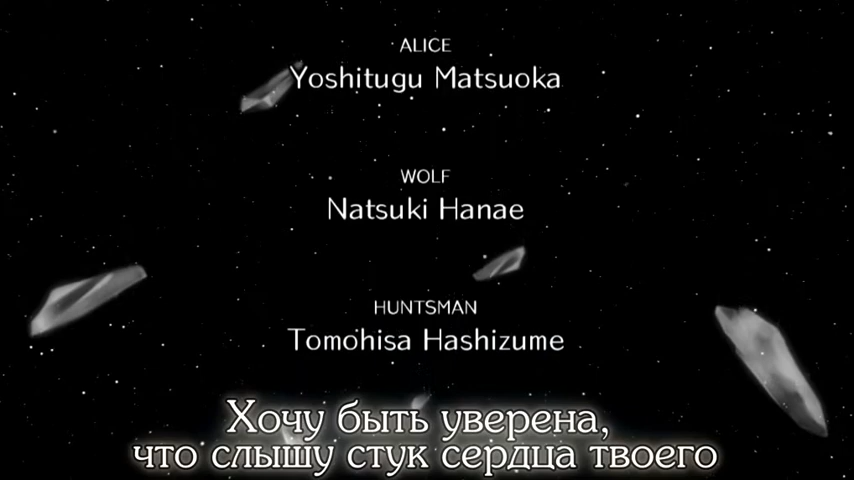 ALICE
Yoshitugu Matsuoka
WOLF
Natsuki Hanae
HUNTSMAN
Tomohisa Hashizume
Хочу быть уверена,
что слышу стук сердца твоего